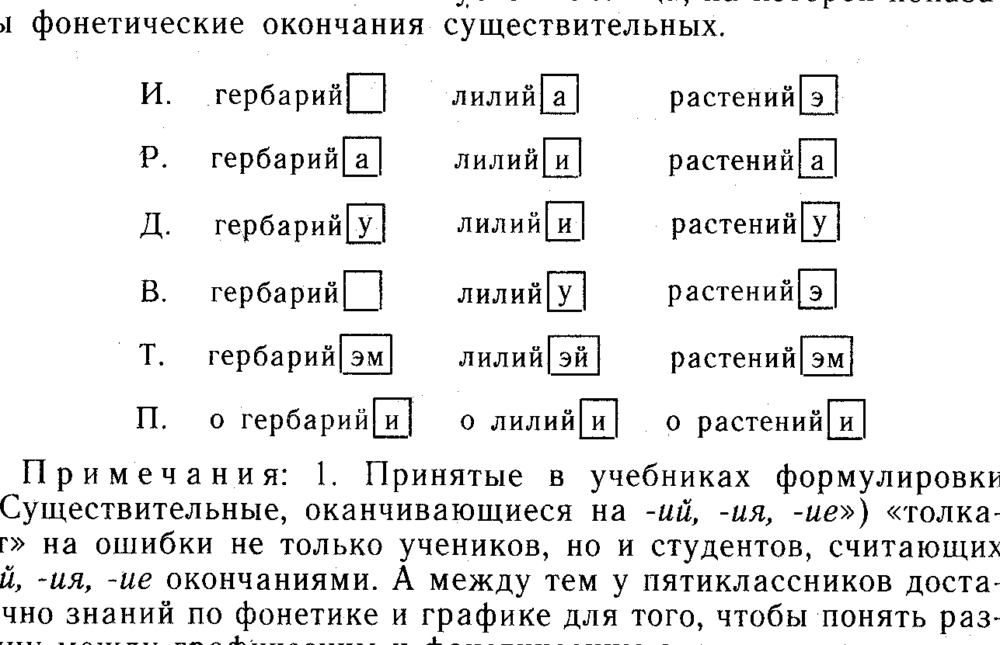 фонетические окончания существительных.
И. гербарий лилий а растений э
Р. гербарий а лилий и растений а
Д. гербарий у лилий и растений у
В. гербарий лилий у растений э
Т. гербарий эм лилий эй растений эм
П. о гербарий и о лилий и о растений и
Примечания: 1. Принятые в учебниках формулировки
Существительные, оканчивающиеся на -ий, -ия, -ие») «толка-
т» на ошибки не только учеников, но и студентов, считающих
й, -ия, -ие окончаниями. А между тем у пятиклассников доста-
чно знаний по фонетике и графике для того, чтобы понять раз-
между